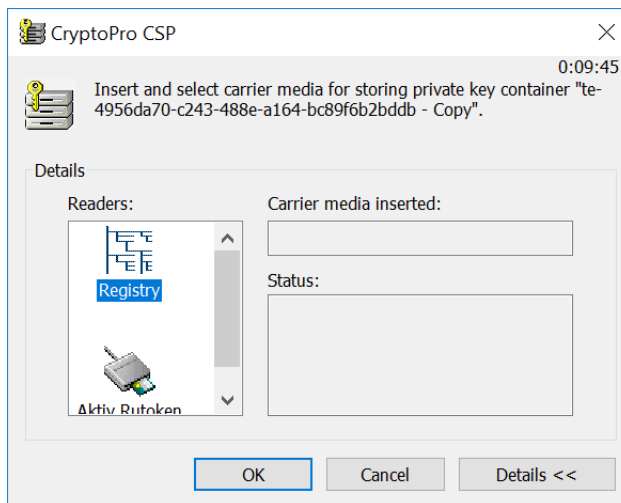 CryptoPro CSP
0:09:45
Insert and select carrier media for storing private key container "te-
4956da70-c243-488e-a164-bc89f6b2bddb - Copy".
Details
Readers:
Carrier media inserted:
Registry
Status:
Aktiv Rutoken
OK
Cancel
Details <<